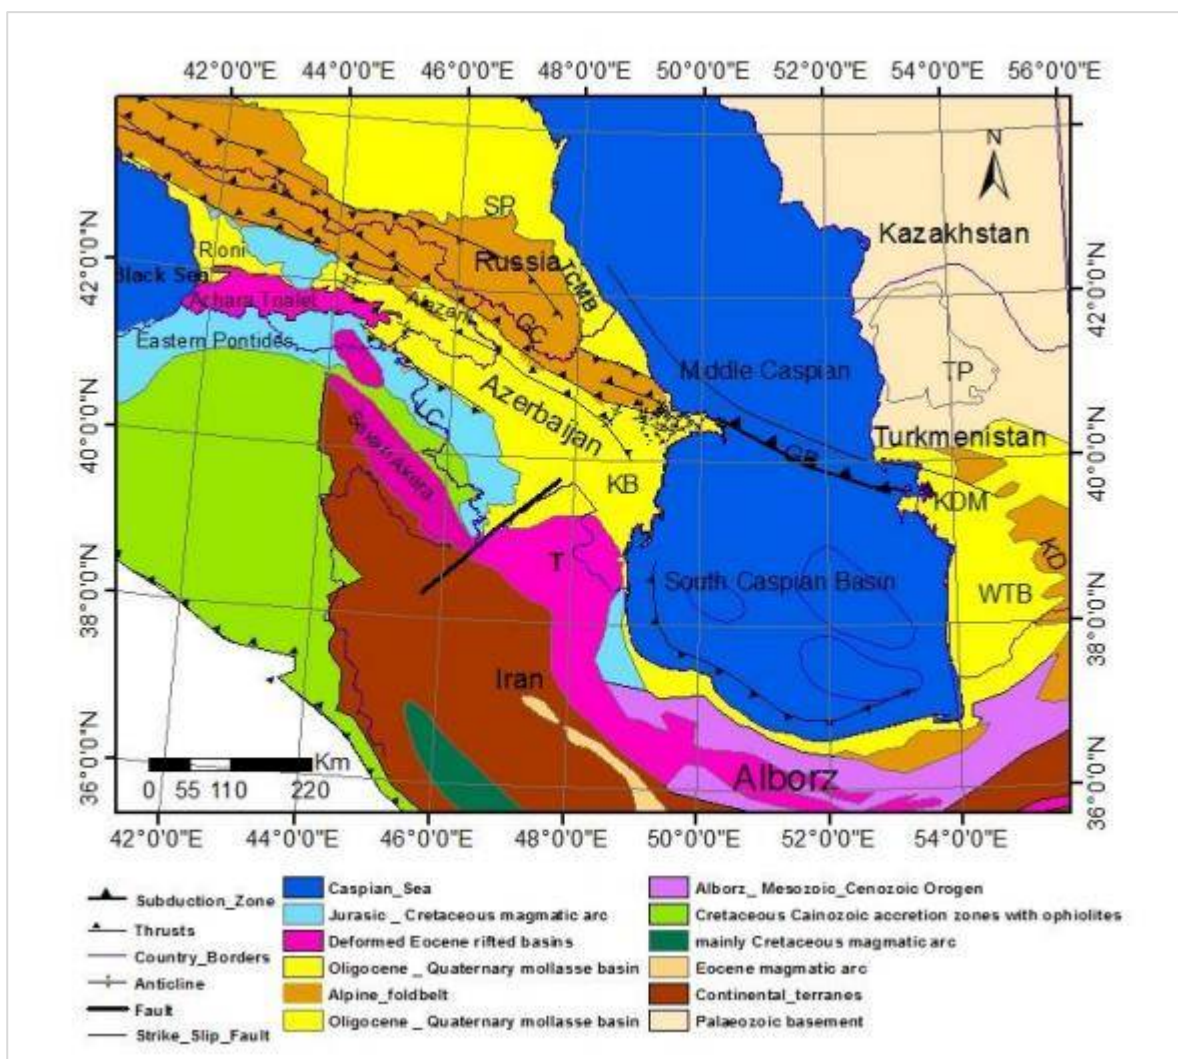 42°0'0"E 44°0'0"E 46°0'0"E 48°0'0"E 50°0'0"E 52°0'0"E 54°0'0"E 56°0'0"E
N
SP
Kazakhstan
42°0'0"N
Rioni
Russia
TCMB
42°0'0"N
Black Sea
Alazani
GC
Eastern Pontides
Middle Caspian
TP
Azerbaijan
LC
Turkmenistan
40°0'0"N
40°0'0"N
KB
KDM
KD
T
South Caspian Basin
WTB
38°0'0"N
38°0'0"N
Iran
Km
Alborz
36°0'0"N
36°0'0"N
0 55 110 220
42°0'0"E 44°0'0"E 46°0'0"E 48°0'0"E 50°0'0"E 52°0'0"E 54°0'0"E
Subduction_Zone
Thrusts
Country_Borders
Anticline
Fault
Strike_Slip_Fault
Caspian_Sea
Jurasic _ Cretaceous magmatic arc
Deformed Eocene rifted basins
Oligocene _ Quaternary mollasse basin
Alpine_foldbelt
Oligocene _ Quaternary mollasse basin
Alborz_ Mesozoic_Cenozoic Orogen
Cretaceous Cainozoic accretion zones with ophiolites
mainly Cretaceous magmatic arc
Eocene magmatic arc
Continental_terranes
Palaeozoic basement